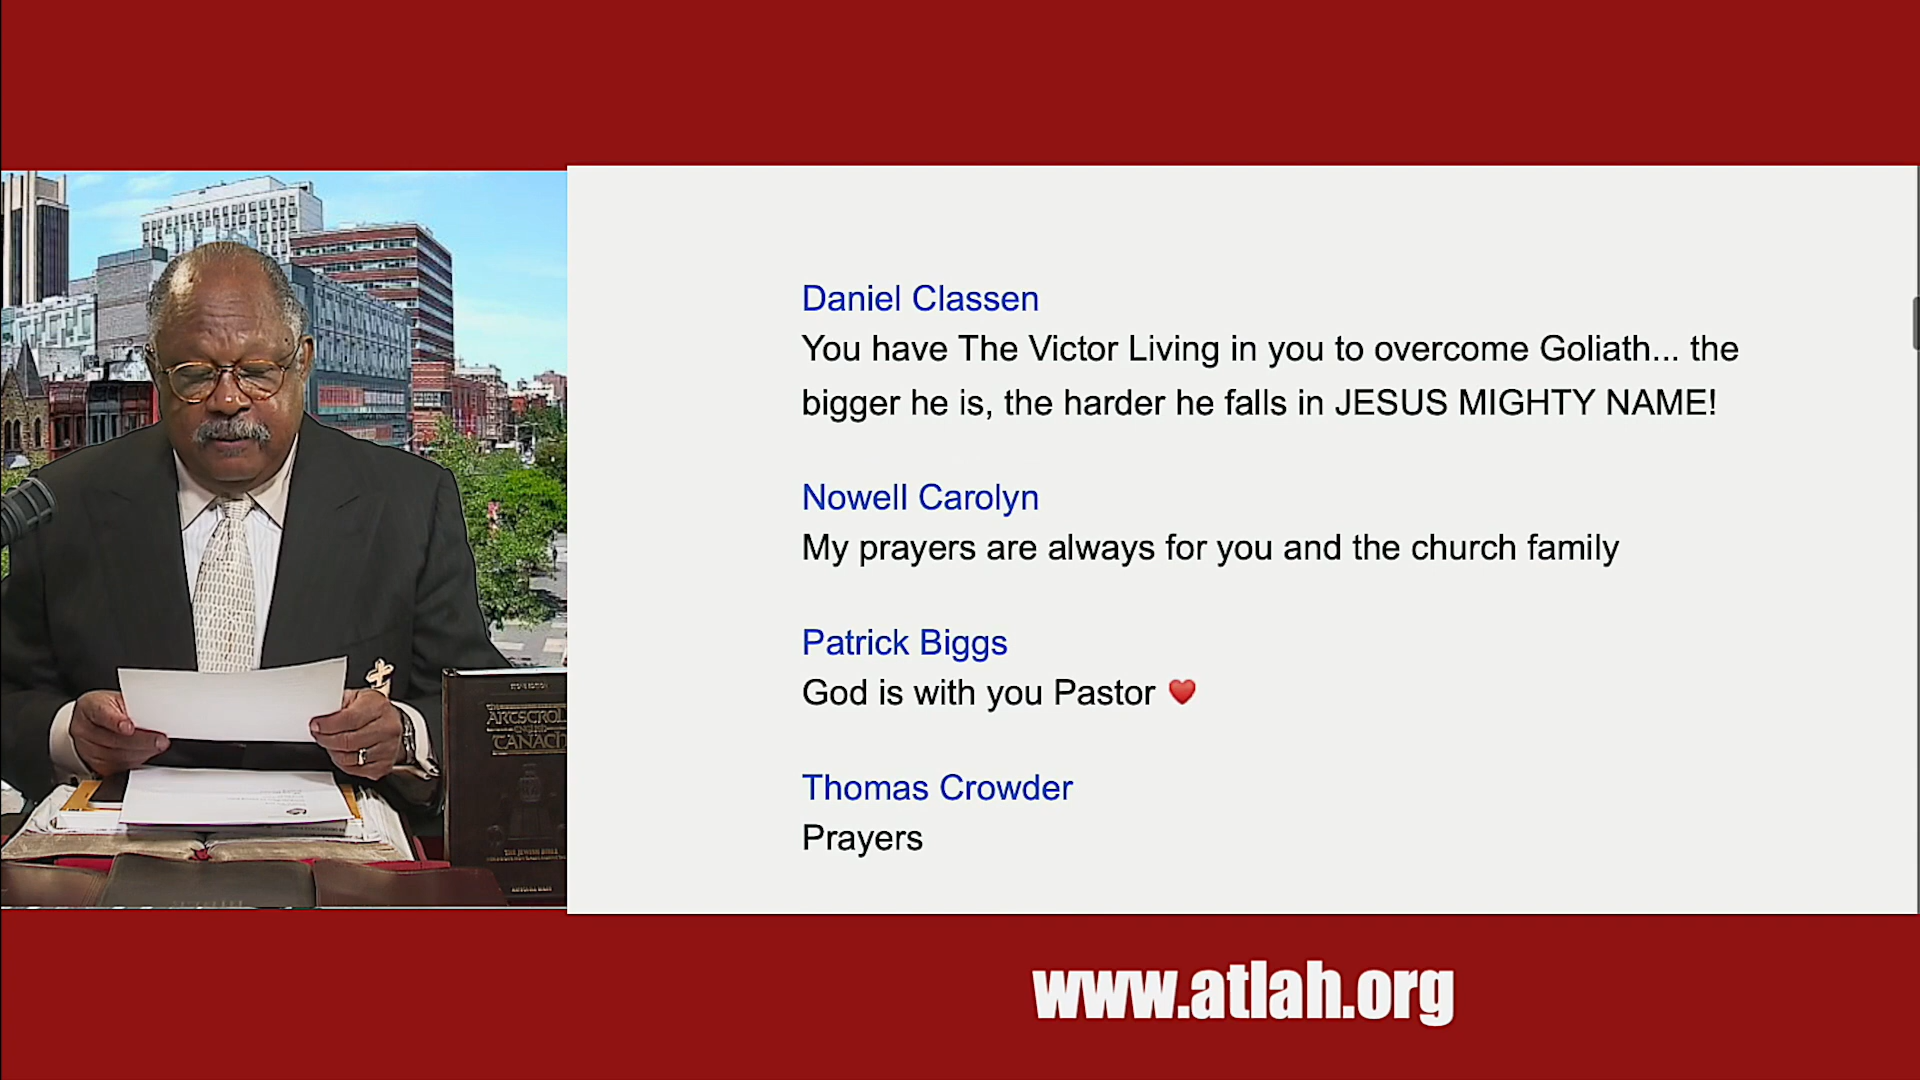 Daniel Classen
You have The Victor Living in you to overcome Goliath... the
bigger he is, the harder he falls in JESUS MIGHTY NAME!
Nowell Carolyn
My prayers are always for you and the church family
Patrick Biggs
God is with you Pastor ❤️
Thomas Crowder
Prayers
ARTSCROLL
TANACH
www.atlah.org